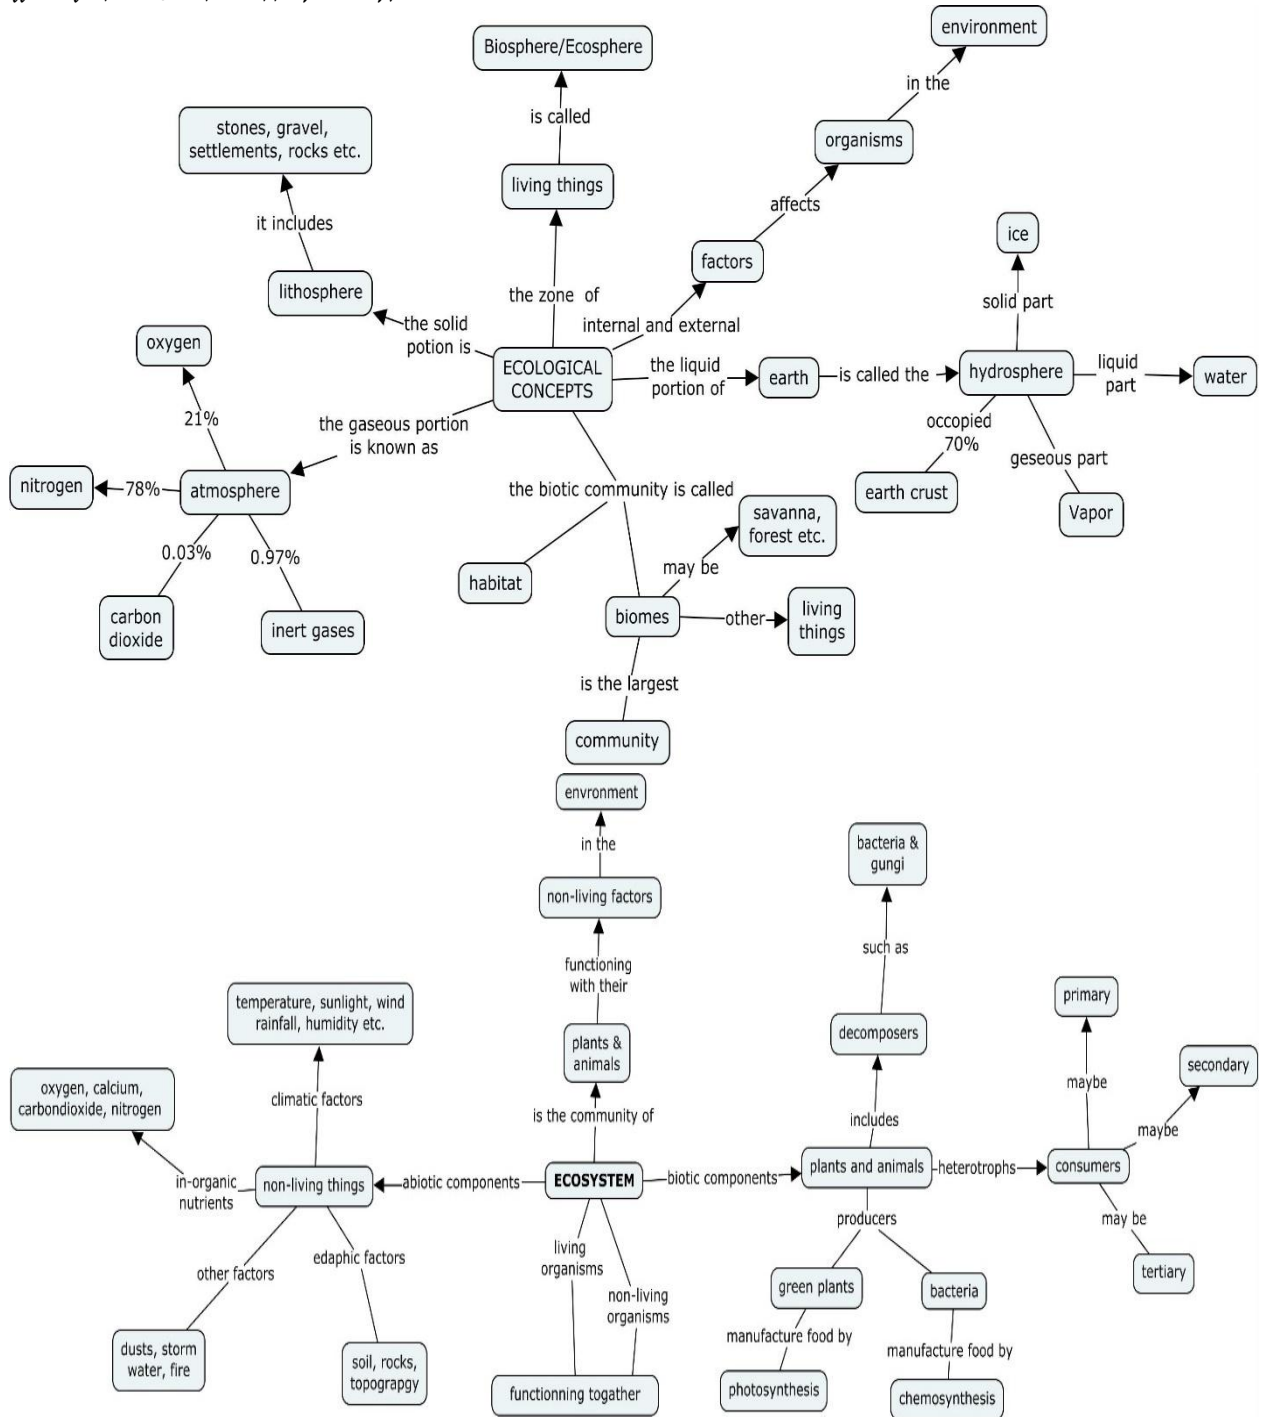 Biosphere/Ecosphere
environment
in the
is called
stones, gravel,
settlements, rocks etc.
organisms
living things
affects
it includes
ice
factors
lithosphere
solid part
the zone of
internal and external
the solid
potion is
oxygen
ECOLOGICAL
CONCEPTS
the liquid
portion of
earth
is called the
hydrosphere
liquid
part
water
21%
the gaseous portion
is known as
occopied
70%
geseous part
nitrogen
78%
atmosphere
the biotic community is called
earth crust
Vapor
savanna,
forest etc.
0.03%
0.97%
may be
habitat
carbon
dioxide
inert gases
biomes
other
living
things
is the largest
community
envronment
in the
bacteria &
gungi
non-living factors
such as
functioning
with their
temperature, sunlight, wind
rainfall, humidity etc.
primary
plants &
animals
decomposers
secondary
oxygen, calcium,
carbondioxide, nitrogen
climatic factors
maybe
is the community of
includes
maybe
in-organic
nutrients
non-living things
abiotic components
ECOSYSTEM
biotic components
plants and animals
heterotrophs
consumers
producers
may be
living
organisms
edaphic factors
other factors
non-living
organisms
green plants
bacteria
tertiary
manufacture food by
manufacture food by
dusts, storm
water, fire
soil, rocks,
topograpgy
functionning togather
photosynthesis
chemosynthesis